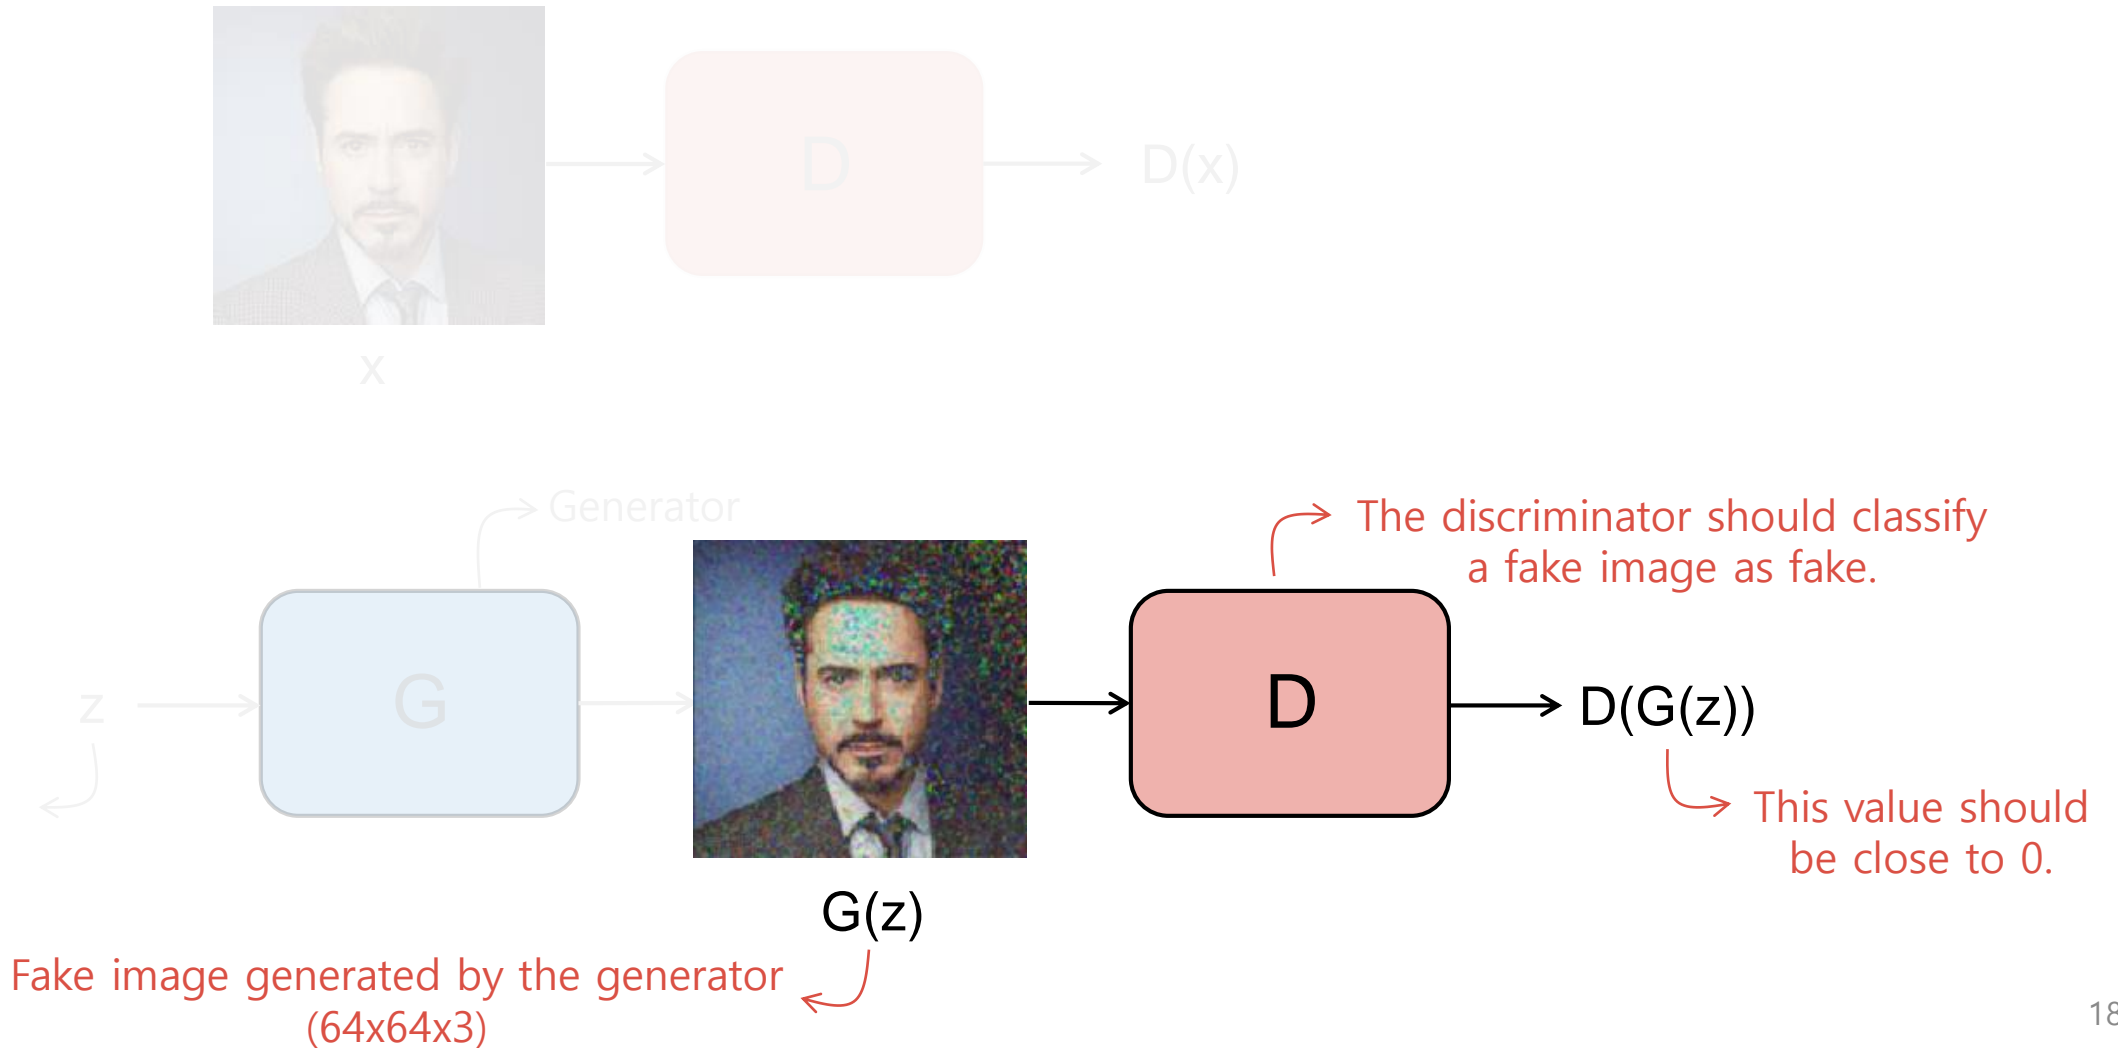 D
D(x)
x
Generator
The discriminator should classify
a fake image as fake.
z
G
D
D(G(z))
This value should
be close to 0.
G(z)
Fake image generated by the generator
(64x64x3)
18